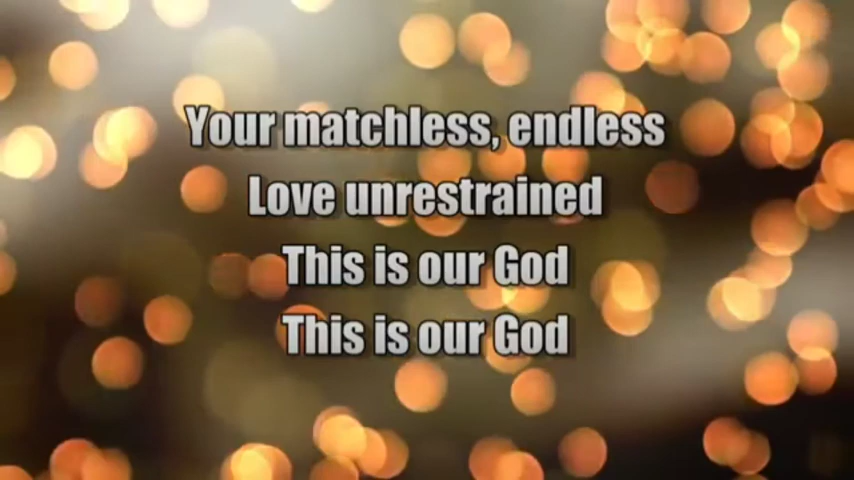 Your matchless, endless
Love unrestrained
This is our God
This is our God